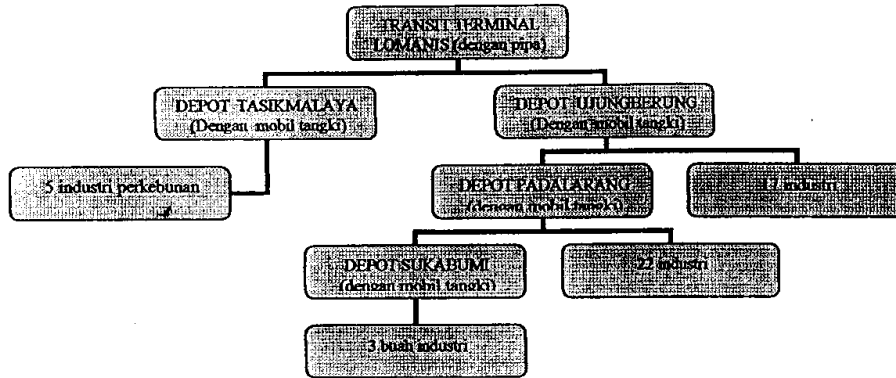 TRANSIT TERMINAL
LOMANIS (dengan pipa)
DEPOT TASIKMALAYA
(Dengan mobil tangki)
DEPOT UJUNGBERUNG
(Dengan mobil tangki)
5 industri perkebunan
DEPOT PADALARANG
(dengan mobil tangki)
17 industri
DEPOT SUKABUMI
(dengan mobil tangki)
22 industri
3 buah industri